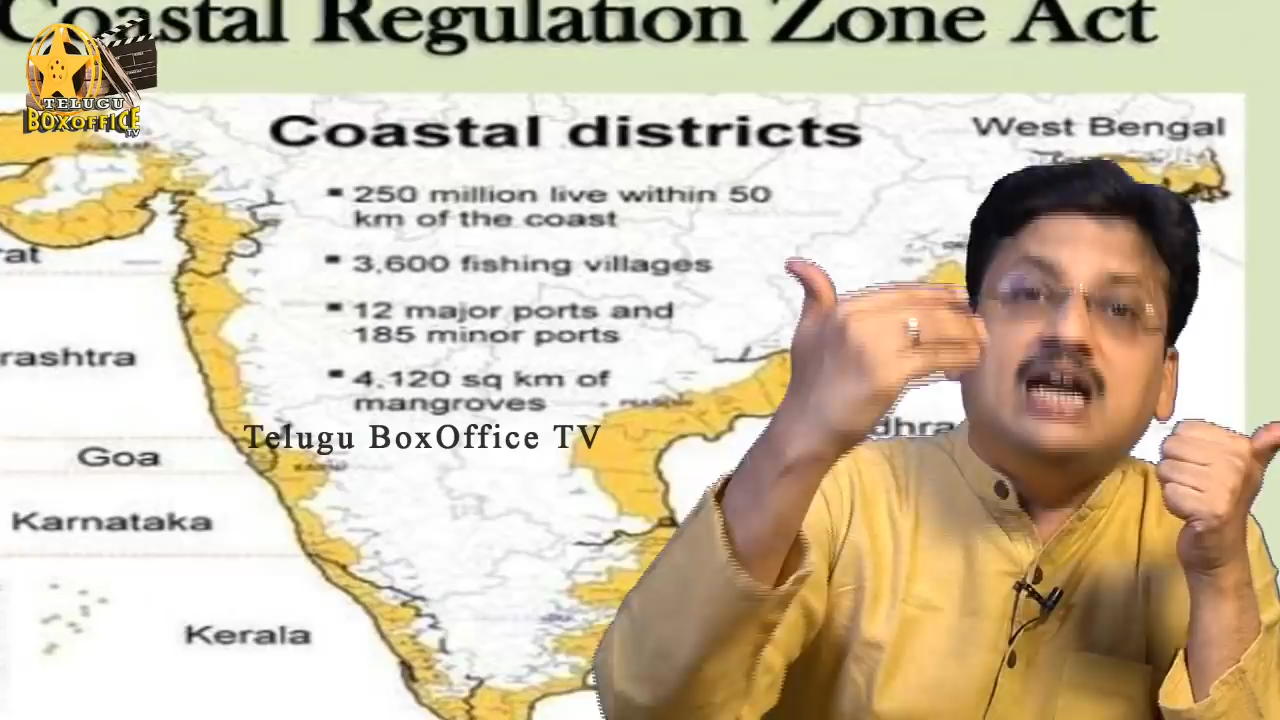 Coastal Regulation Zone Act
TELUGU
BOXOFFICE
TV
Coastal districts
West Bengal
▪ 250 million live within 50
km of the coast
▪ 3,600 fishing villages
▪ 12 major ports and
185 minor ports
▪ 4,120 sq km of
mangroves
rat
rashtra
dhra
Telugu BoxOffice TV
Goa
Karnataka
Kerala